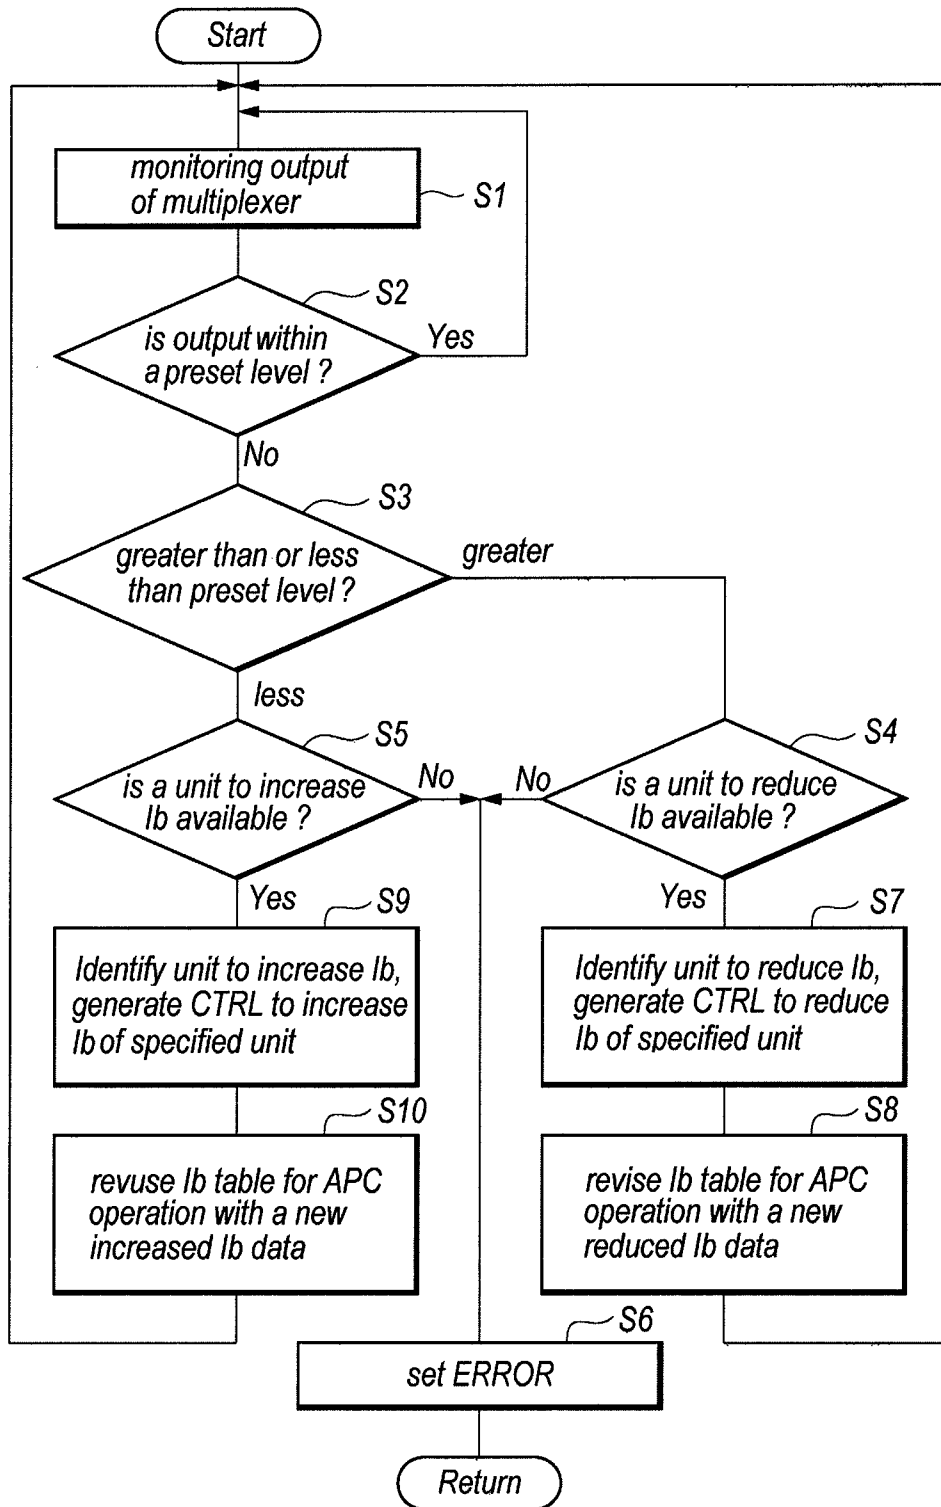 Start
monitoring output
of multiplexer
S1
S2
is output within
a preset level ?
Yes
No
S3
greater than or less
than preset level ?
greater
less
S5
is a unit to increase
Ib available ?
No
No
S4
is a unit to reduce
Ib available ?
Yes
S9
Identify unit to increase Ib,
generate CTRL to increase
Ib of specified unit
Yes
S7
Identify unit to reduce Ib,
generate CTRL to reduce
Ib of specified unit
S10
revuse Ib table for APC
operation with a new
increased Ib data
S8
revise Ib table for APC
operation with a new
reduced Ib data
S6
set ERROR
Return